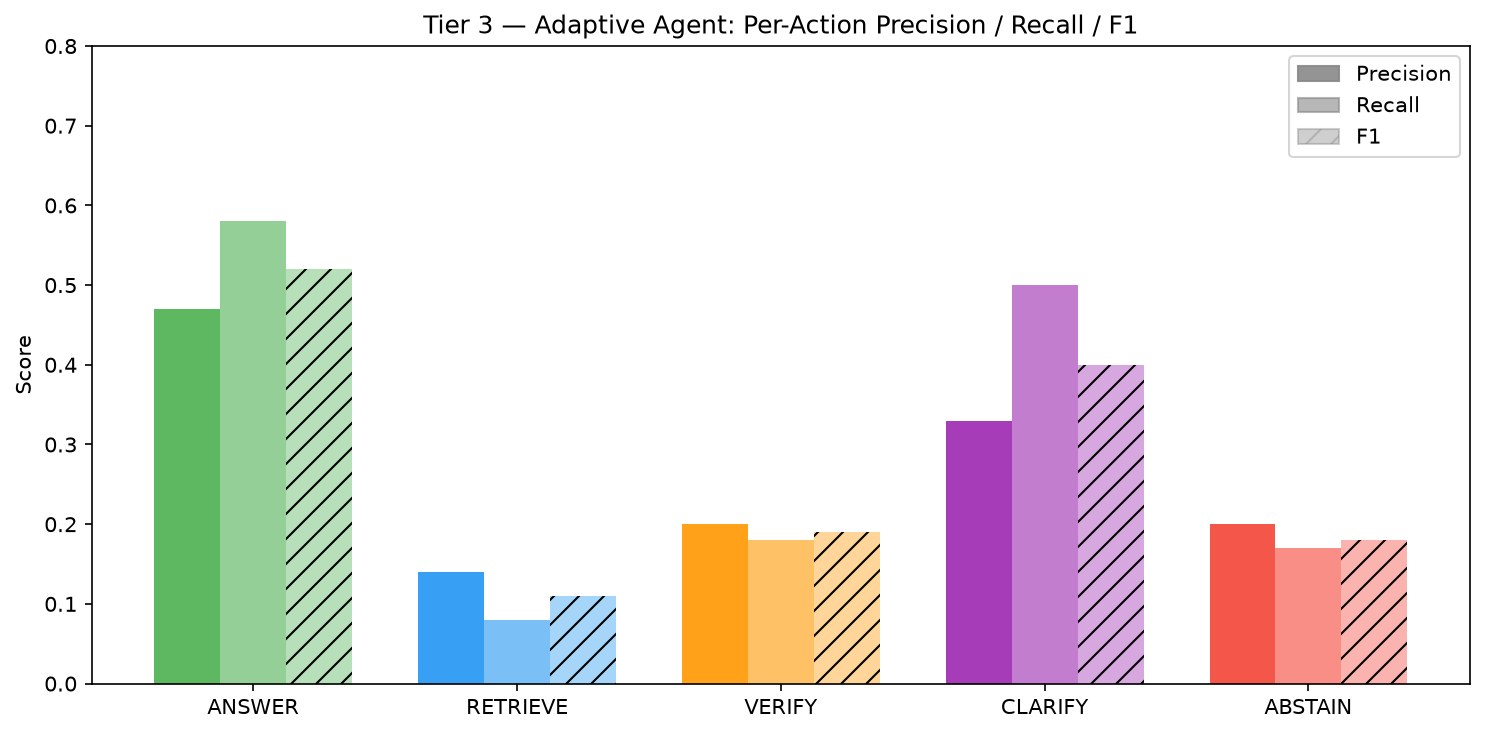 Tier 3 — Adaptive Agent: Per-Action Precision / Recall / F1
Precision
Recall
F1
Score
0.8
0.7
0.6
0.5
0.4
0.3
0.2
0.1
0.0
ANSWER RETRIEVE VERIFY CLARIFY ABSTAIN